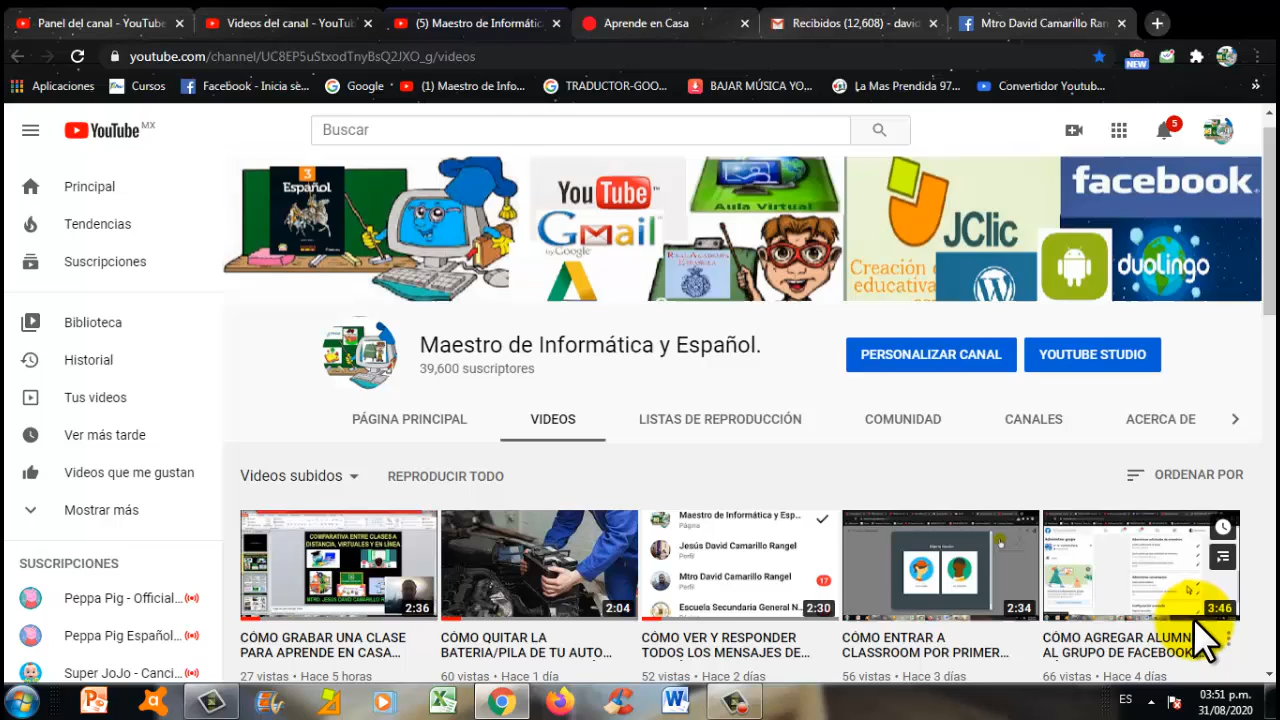 Panel del canal - YouTube
Videos del canal - YouTub
(5) Maestro de Informátic
Aprende en Casa
Recibidos (12,608) - david
Mtro David Camarillo Ran
youtube.com/channel/UC8EP5uStxodTnyBsQ2JXO_g/videos
NEW
Aplicaciones
Cursos
Facebook - Inicia sè...
Google
(1) Maestro de Info...
TRADUCTOR-GOO...
BAJAR MÚSICA YO...
La Mas Prendida 97...
Convertidor Youtub...
YouTube MX
Buscar
5
Principal
Tendencias
Suscripciones
Biblioteca
Historial
Tus videos
Ver más tarde
Videos que me gustan
Mostrar más
SUSCRIPCIONES
Peppa Pig - Official...
Peppa Pig Español...
Super JoJo - Canci...
3
Español
YouTube
Gmail
by Google
Aula Virtual
REAL ACADEMIA
ESPAÑOLA
JClic
Creación
educativa
facebook.
duolingo
Maestro de Informática y Español.
39,600 suscriptores
PERSONALIZAR CANAL
YOUTUBE STUDIO
PÁGINA PRINCIPAL
VIDEOS
LISTAS DE REPRODUCCIÓN
COMUNIDAD
CANALES
ACERCA DE
Videos subidos
REPRODUCIR TODO
ORDENAR POR
COMPARATIVA ENTRE CLASES A
DISTANCIA, VIRTUALES Y EN LÍNEA
2:36
CÓMO GRABAR UNA CLASE
PARA APRENDE EN CASA...
27 vistas • Hace 5 horas
2:04
CÓMO QUITAR LA
BATERIA/PILA DE TU AUTO...
60 vistas • Hace 1 día
Maestro de Informática y Esp...
Página
Jesús David Camarillo Rangel
Perfil
Mtro David Camarillo Rangel
Perfil
17
Escuela Secundaria General N...
2:30
CÓMO VER Y RESPONDER
TODOS LOS MENSAJES DE...
52 vistas • Hace 2 días
2:34
CÓMO ENTRAR A
CLASSROOM POR PRIMER...
56 vistas • Hace 3 días
3:46
CÓMO AGREGAR ALUMN
AL GRUPO DE FACEBOOK
66 vistas • Hace 4 días
ES
03:51 p.m.
31/08/2020